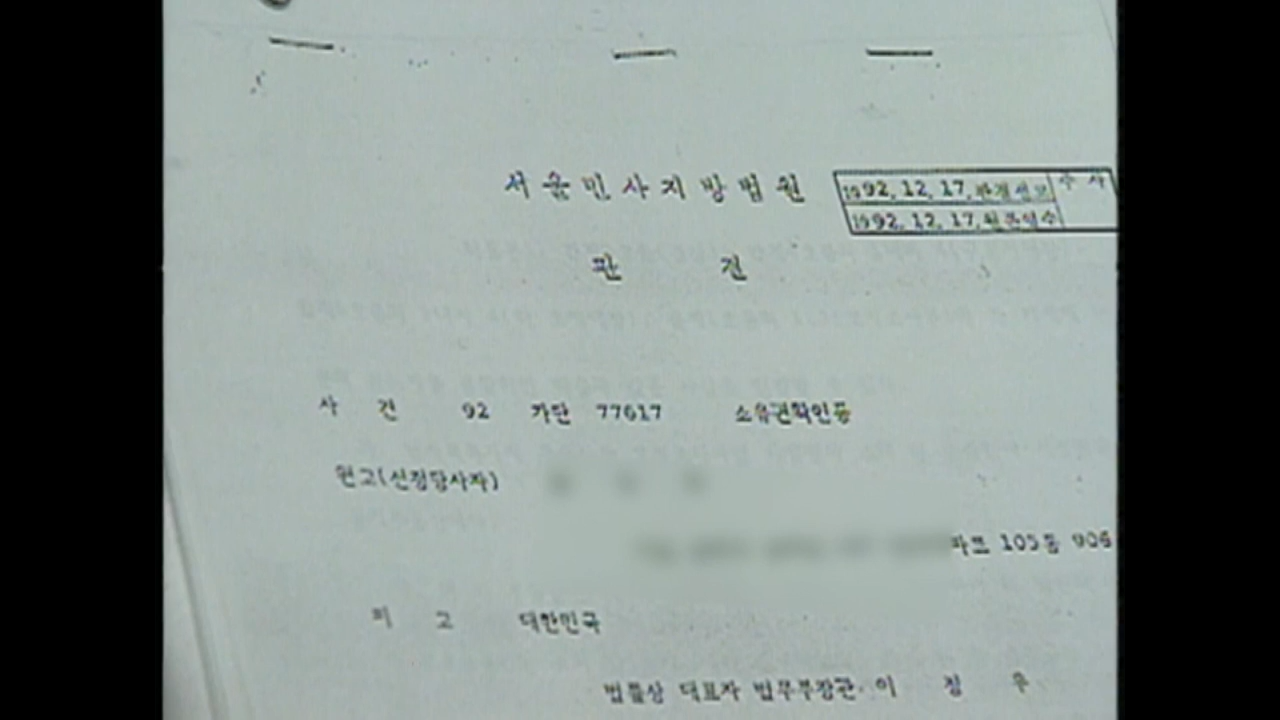 서울민사지방법원
1992. 12. 17. 판결선고
1992. 12. 17. 원본영수
판 결
사 건 92 가단 77617 소유권확인등
원고(선정당사자)
파트 105동 906
피 고 대한민국
법률상 대표자 법무부장관 이 정 우